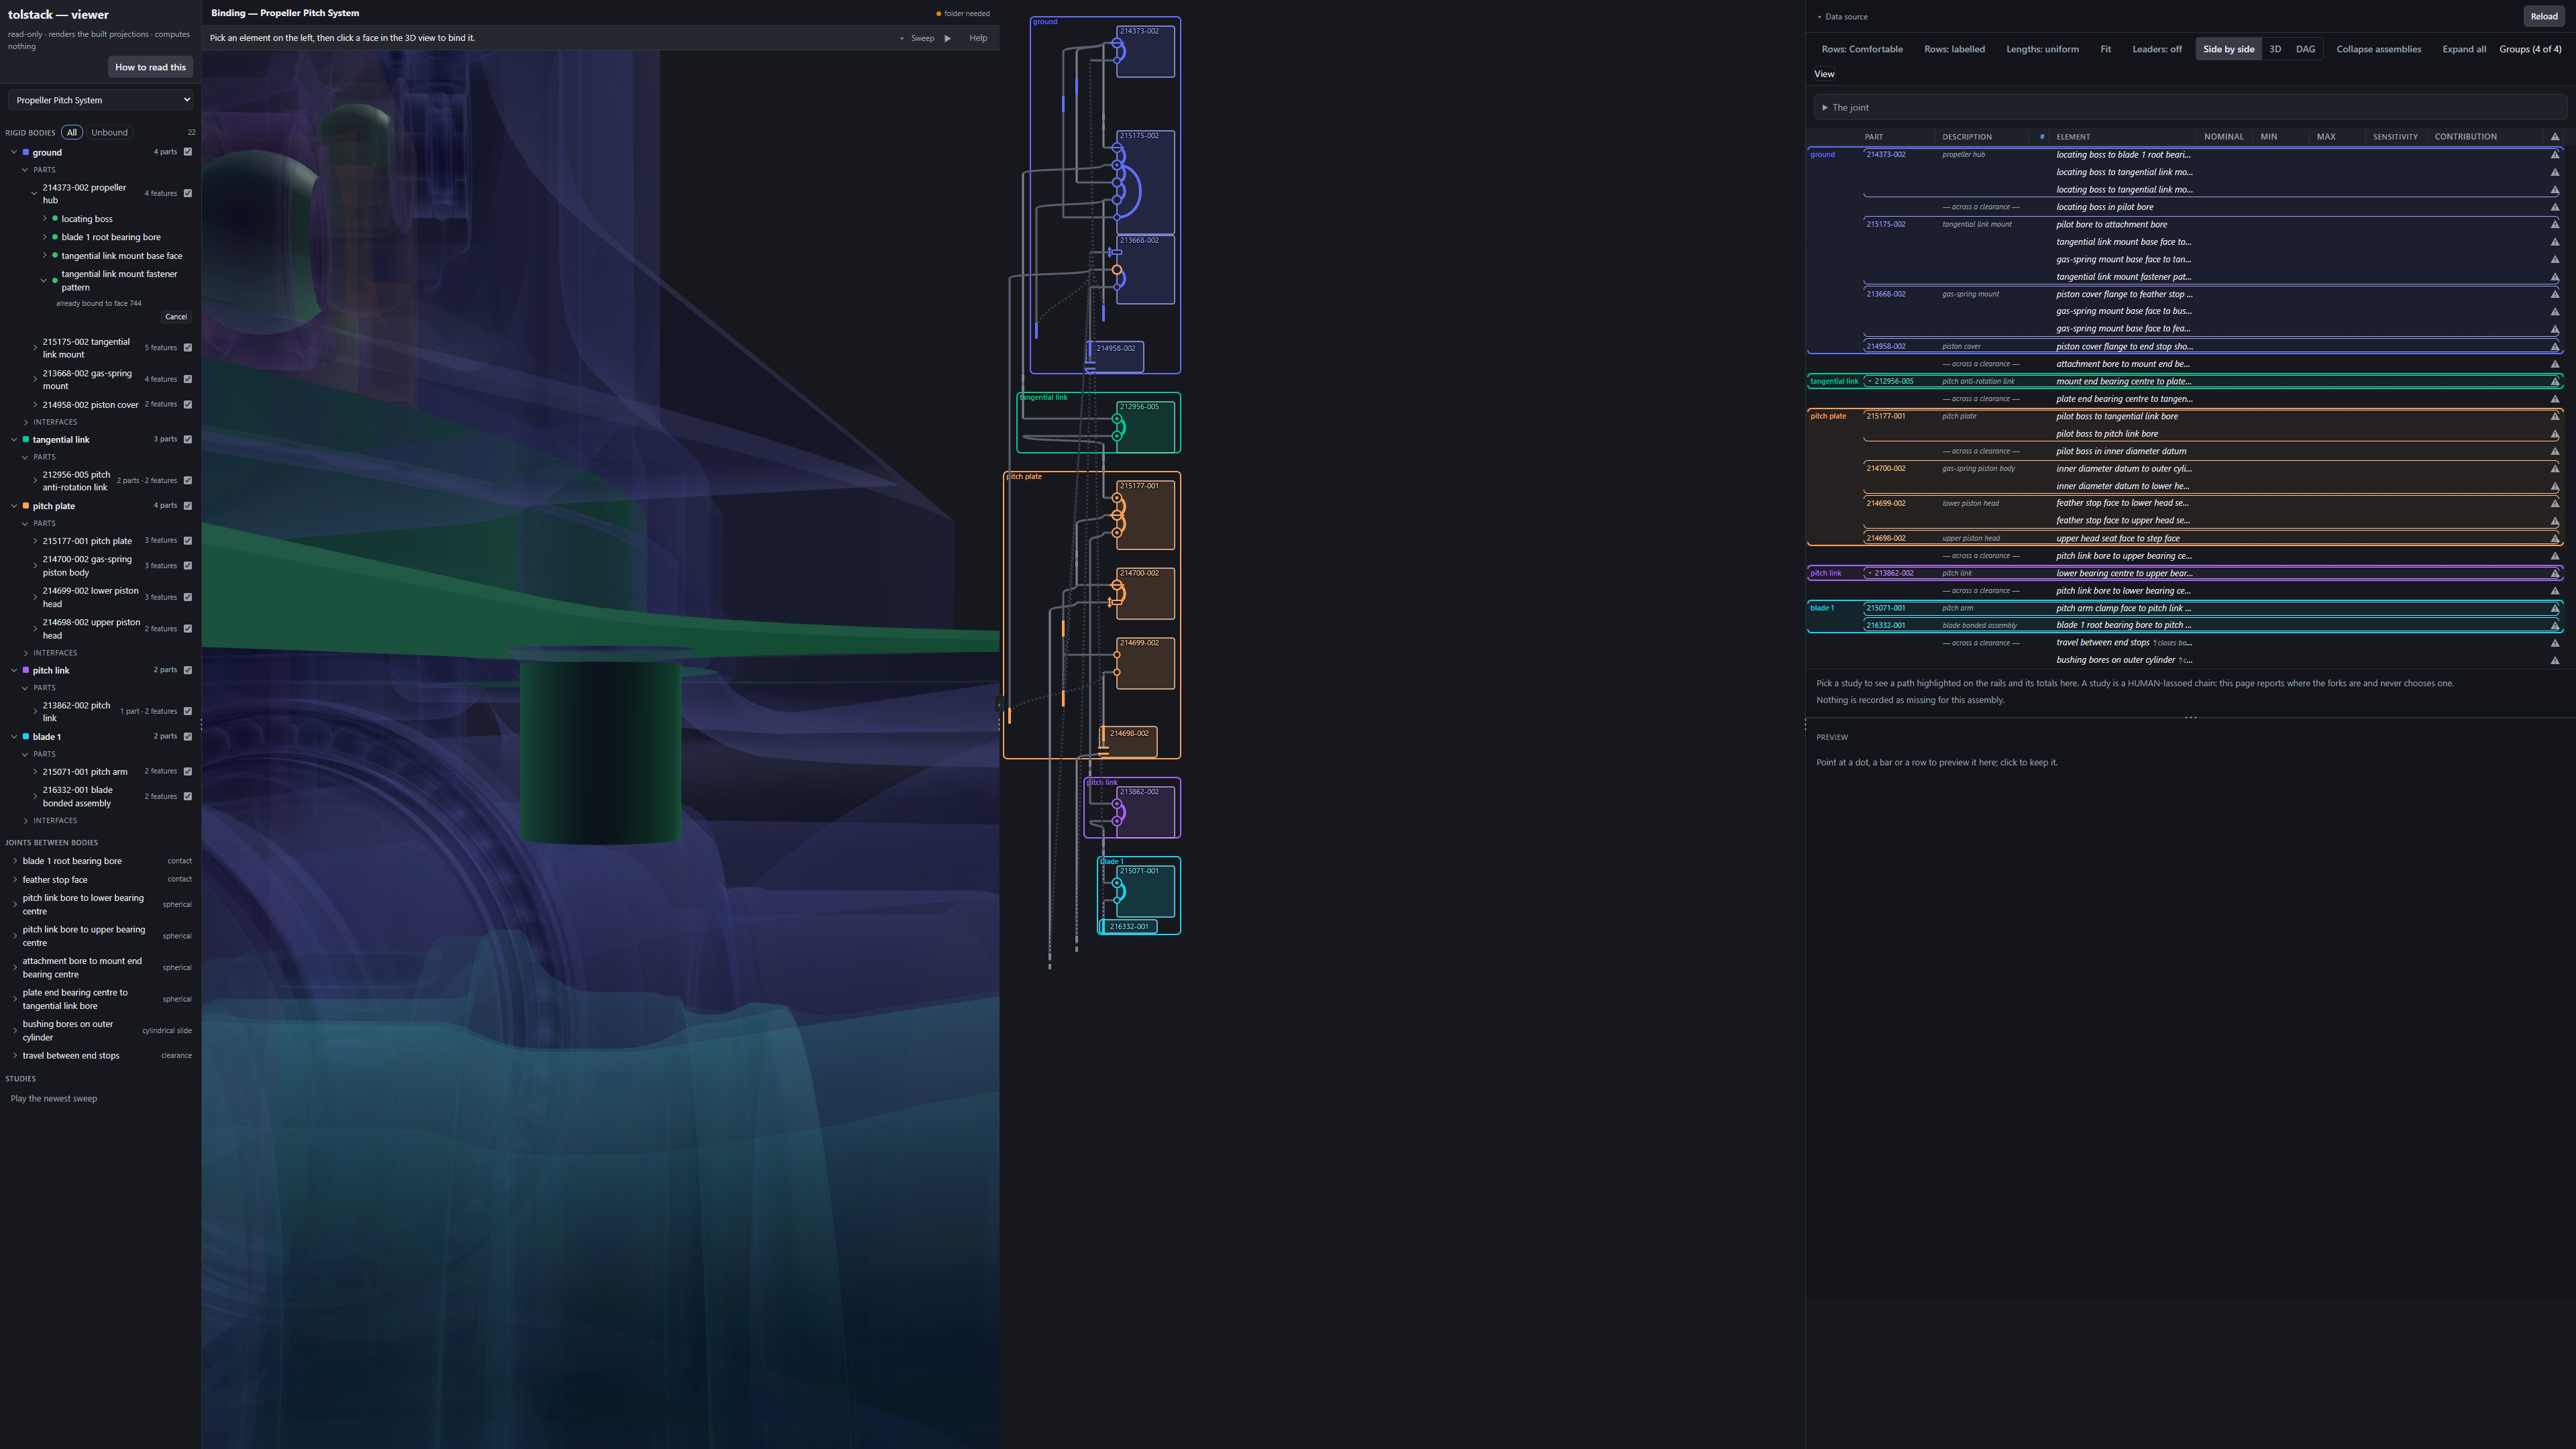 tolstack — viewer
read-only · renders the built projections · computes
nothing
How to read this
Propeller Pitch System
RIGID BODIES All Unbound 22
ground 4 parts
PARTS
214373-002 propeller
hub
4 features
locating boss
blade 1 root bearing bore
tangential link mount base face
tangential link mount fastener
pattern
already bound to face 744
Cancel
215175-002 tangential
link mount
5 features
213668-002 gas-spring
mount
4 features
214958-002 piston cover 2 features
INTERFACES
tangential link 3 parts
PARTS
212956-005 pitch
anti-rotation link
2 parts · 2 features
pitch plate 4 parts
PARTS
215177-001 pitch plate 3 features
214700-002 gas-spring
piston body
3 features
214699-002 lower piston
head
3 features
214698-002 upper piston
head
2 features
INTERFACES
pitch link 2 parts
PARTS
213862-002 pitch
link
1 part · 2 features
blade 1 2 parts
PARTS
215071-001 pitch arm 2 features
216332-001 blade
bonded assembly
2 features
INTERFACES
JOINTS BETWEEN BODIES
blade 1 root bearing bore contact
feather stop face contact
pitch link bore to lower bearing
centre
spherical
pitch link bore to upper bearing
centre
spherical
attachment bore to mount end
bearing centre
spherical
plate end bearing centre to
tangential link bore
spherical
bushing bores on outer
cylinder
cylindrical slide
travel between end stops clearance
STUDIES
Play the newest sweep
Binding — Propeller Pitch System
folder needed
Pick an element on the left, then click a face in the 3D view to bind it.
Sweep
Help
ground
214373-002
215175-002
213668-002
214958-002
tangential link
212956-005
pitch plate
215177-001
214700-002
214699-002
214698-002
pitch link
213862-002
blade 1
215071-001
216332-001
Data source
Reload
Rows: Comfortable Rows: labelled Lengths: uniform Fit Leaders: off Side by side 3D DAG Collapse assemblies Expand all Groups (4 of 4)
View
The joint
PART DESCRIPTION # ELEMENT NOMINAL MIN MAX SENSITIVITY CONTRIBUTION
ground 214373-002 propeller hub locating boss to blade 1 root beari...
locating boss to tangential link mo...
locating boss to tangential link mo...
— across a clearance — locating boss in pilot bore
215175-002 tangential link mount pilot bore to attachment bore
tangential link mount base face to...
gas-spring mount base face to tan...
tangential link mount fastener pat...
213668-002 gas-spring mount piston cover flange to feather stop ...
gas-spring mount base face to bus...
gas-spring mount base face to fea...
214958-002 piston cover piston cover flange to end stop sho...
— across a clearance — attachment bore to mount end be...
tangential link 212956-005 pitch anti-rotation link mount end bearing centre to plate...
— across a clearance — plate end bearing centre to tangen...
pitch plate 215177-001 pitch plate pilot boss to tangential link bore
pilot boss to pitch link bore
— across a clearance — pilot boss in inner diameter datum
214700-002 gas-spring piston body inner diameter datum to outer cyli...
inner diameter datum to lower he...
214699-002 lower piston head feather stop face to lower head se...
feather stop face to upper head se...
214698-002 upper piston head upper head seat face to step face
— across a clearance — pitch link bore to upper bearing ce...
pitch link 213862-002 pitch link lower bearing centre to upper bear...
— across a clearance — pitch link bore to lower bearing ce...
blade 1 215071-001 pitch arm pitch arm clamp face to pitch link ...
216332-001 blade bonded assembly blade 1 root bearing bore to pitch ...
— across a clearance — travel between end stops closes ba...
bushing bores on outer cylinder
Pick a study to see a path highlighted on the rails and its totals here. A study is a HUMAN-lassoed chain: this page reports where the forks are and never chooses one.
Nothing is recorded as missing for this assembly.
PREVIEW
Point at a dot, a bar or a row to preview it here; click to keep it.